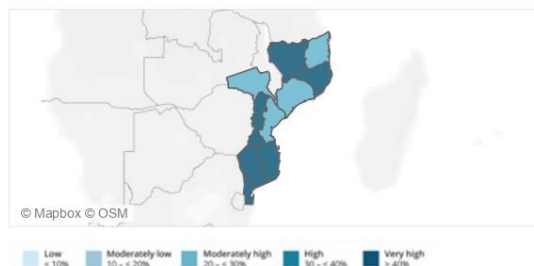 © Mapbox © OSM
Low
< 10%
Moderately low
10 – < 20%
Moderately high
20 – < 30%
High
30 – < 40%
Very high
≥ 40%